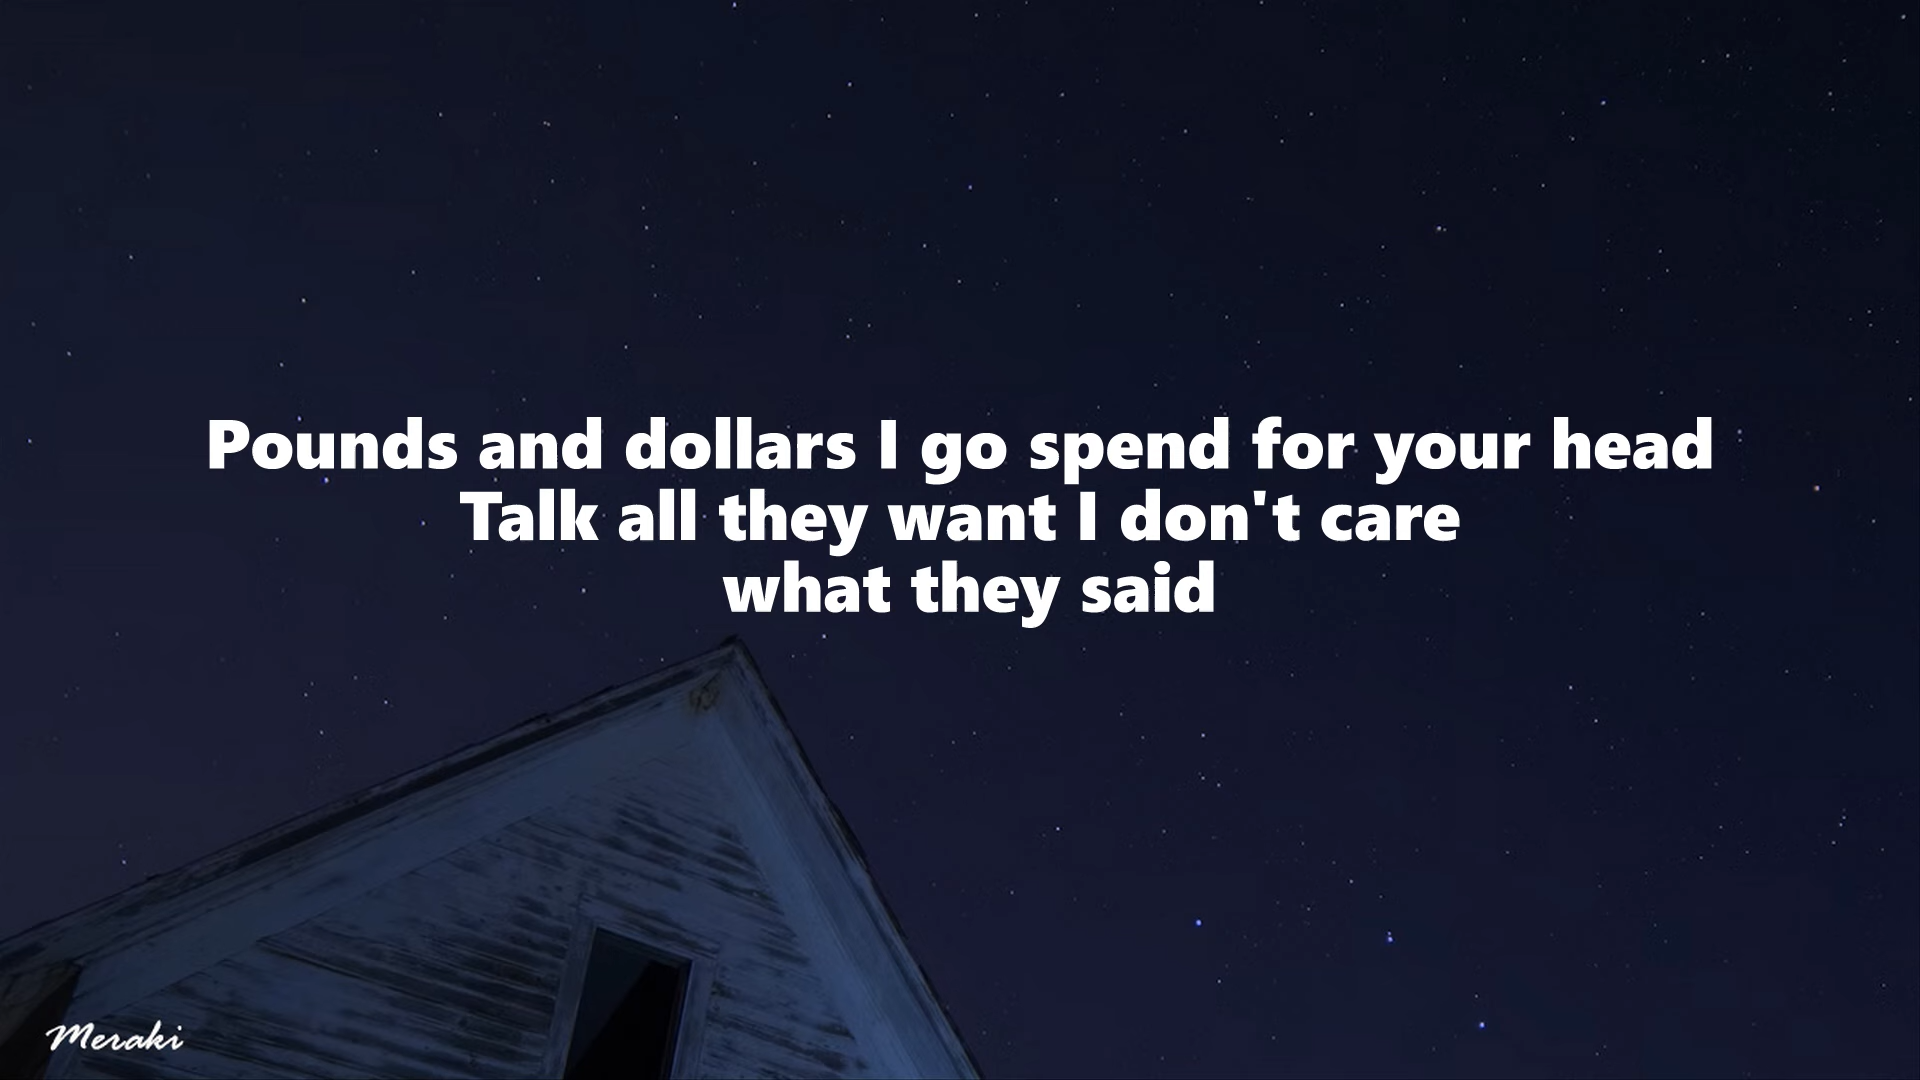 Pounds and dollars I go spend for your head
Talk all they want I don't care
what they said
Meraki